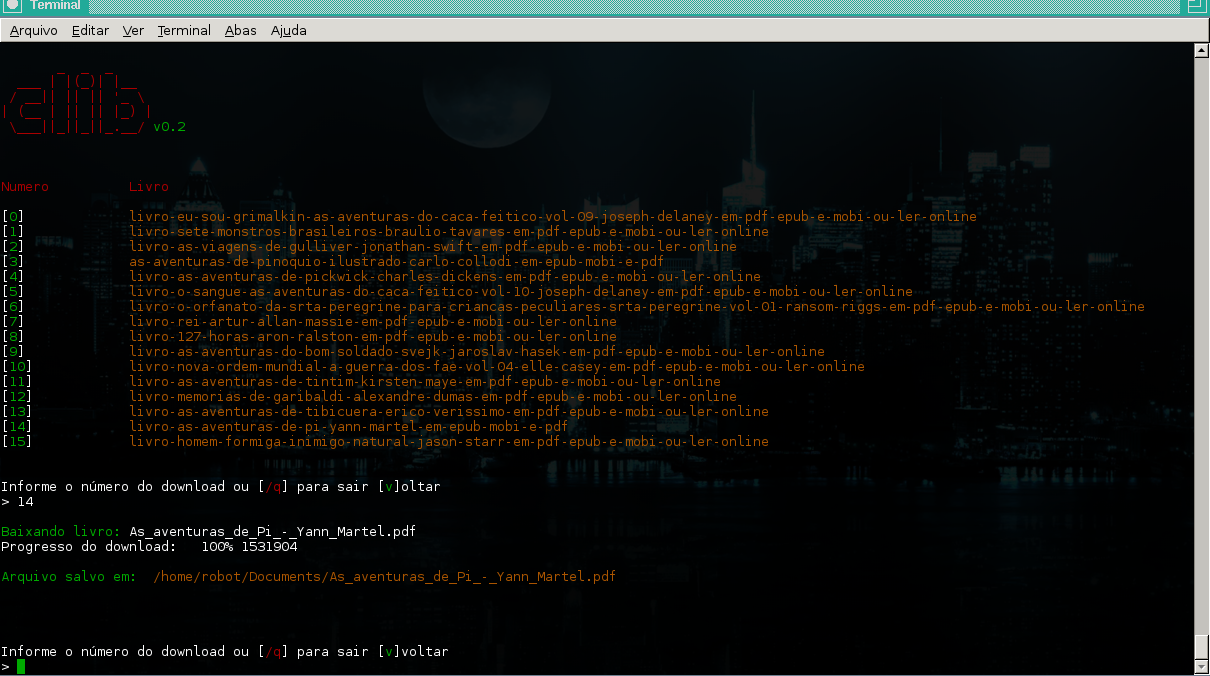 Terminal
Arquivo Editar Ver Terminal Abas Ajuda
clib v0.2
Numero Livro
[0] livro-eu-sou-grimalkin-as-aventuras-do-caca-feitico-vol-09-joseph-delaney-em-pdf-epub-e-mobi-ou-ler-online
[1] livro-sete-monstros-brasileiros-braulio-tavares-em-pdf-epub-e-mobi-ou-ler-online
[2] livro-as-viagens-de-gulliver-jonathan-swift-em-pdf-epub-e-mobi-ou-ler-online
[3] as-aventuras-de-pinoquio-ilustrado-carlo-collodi-em-epub-mobi-e-pdf
[4] livro-as-aventuras-de-pickwick-charles-dickens-em-pdf-epub-e-mobi-ou-ler-online
[5] livro-o-sangue-as-aventuras-do-caca-feitico-vol-10-joseph-delaney-em-pdf-epub-e-mobi-ou-ler-online
[6] livro-o-orfanato-da-srta-peregrine-para-criancas-peculiares-srta-peregrine-vol-01-ransom-riggs-em-pdf-epub-e-mobi-ou-ler-online
[7] livro-rei-artur-allan-massie-em-pdf-epub-e-mobi-ou-ler-online
[8] livro-127-horas-aron-ralston-em-pdf-epub-e-mobi-ou-ler-online
[9] livro-as-aventuras-do-bom-soldado-svejk-jaroslav-hasek-em-pdf-epub-e-mobi-ou-ler-online
[10] livro-nova-ordem-mundial-a-guerra-dos-fae-vol-04-elle-casey-em-pdf-epub-e-mobi-ou-ler-online
[11] livro-as-aventuras-de-tintim-kirsten-maye-em-pdf-epub-e-mobi-ou-ler-online
[12] livro-memorias-de-garibaldi-alexandre-dumas-em-pdf-epub-e-mobi-ou-ler-online
[13] livro-as-aventuras-de-tibicuera-erico-verissimo-em-pdf-epub-e-mobi-ou-ler-online
[14] livro-as-aventuras-de-pi-yann-martel-em-epub-mobi-e-pdf
[15] livro-homem-formiga-inimigo-natural-jason-starr-em-pdf-epub-e-mobi-ou-ler-online
Informe o número do download ou [/q] para sair [v]oltar
> 14
Baixando livro: As_aventuras_de_Pi_-_Yann_Martel.pdf
Progresso do download: 100% 1531904
Arquivo salvo em: /home/robot/Documents/As_aventuras_de_Pi_-_Yann_Martel.pdf
Informe o número do download ou [/q] para sair [v]voltar
>